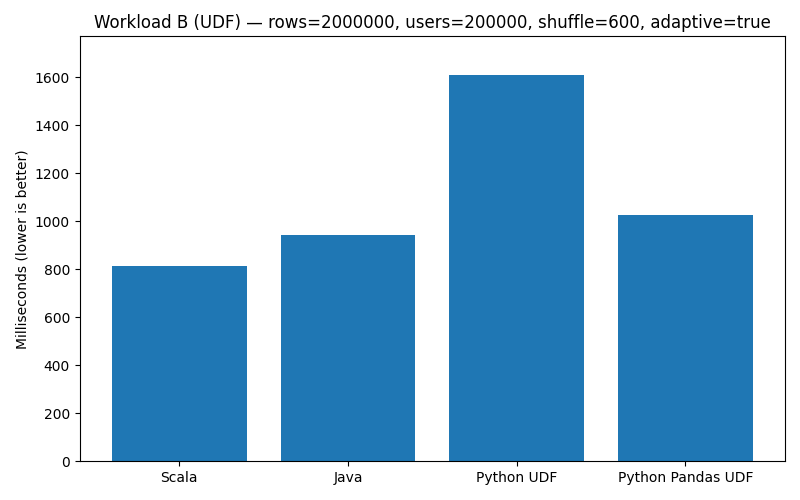 Workload B (UDF) — rows=2000000, users=200000, shuffle=600, adaptive=true
Milliseconds (lower is better)
1600
1400
1200
1000
800
600
400
200
0
Scala
Java
Python UDF
Python Pandas UDF